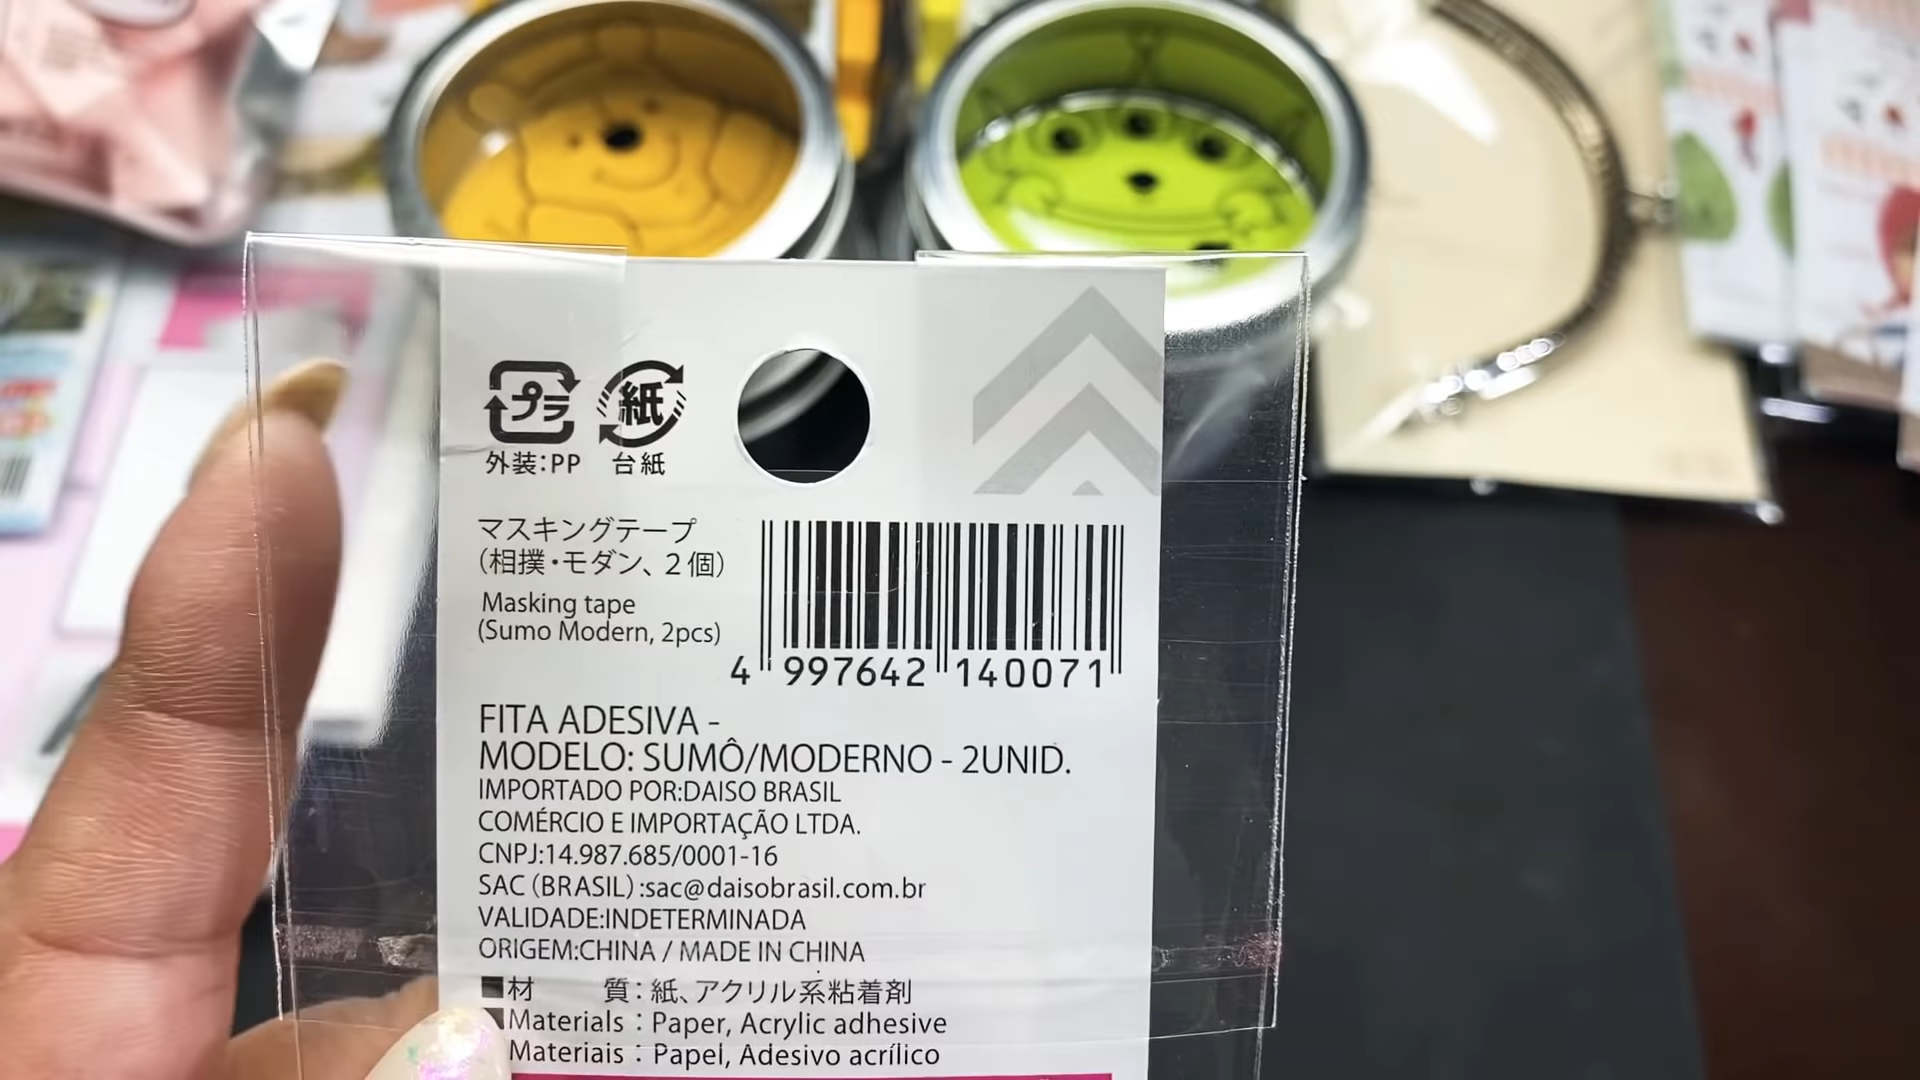 プラ 紙
外装：PP 台紙
マスキングテープ
（相撲・モダン、２個）
Masking tape
(Sumo Modern, 2pcs)
4 997642 140071
FITA ADESIVA -
MODELO: SUMÔ/MODERNO - 2UNID.
IMPORTADO POR:DAISO BRASIL
COMÉRCIO E IMPORTAÇÃO LTDA.
CNPJ:14.987.685/0001-16
SAC (BRASIL) :sac@daisobrasil.com.br
VALIDADE:INDETERMINADA
ORIGEM:CHINA / MADE IN CHINA
■材 質：紙、アクリル系粘着剤
■Materials：Paper, Acrylic adhesive
Materiais：Papel, Adesivo acrílico